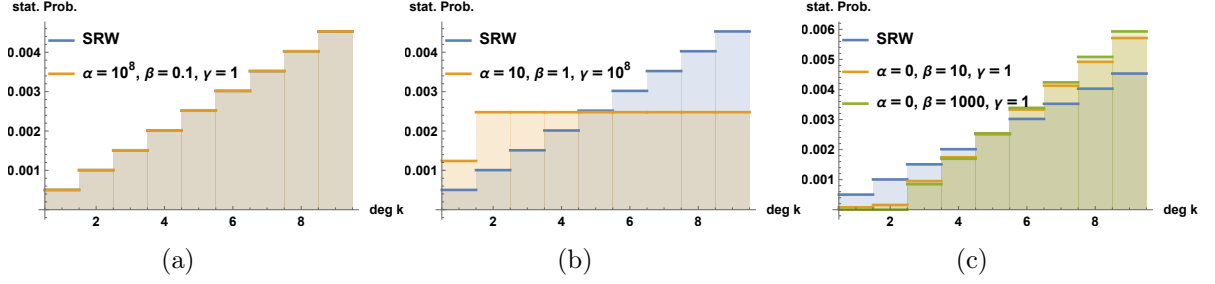 stat. Prob.
SRW
α = 10⁸, β = 0.1, γ = 1
0.004
0.003
0.002
0.001
2 4 6 8
deg k
(a)
stat. Prob.
SRW
α = 10, β = 1, γ = 10⁸
0.004
0.003
0.002
0.001
2 4 6 8
deg k
(b)
stat. Prob.
SRW
α = 0, β = 10, γ = 1
α = 0, β = 1000, γ = 1
0.006
0.005
0.004
0.003
0.002
0.001
2 4 6 8
deg k
(c)